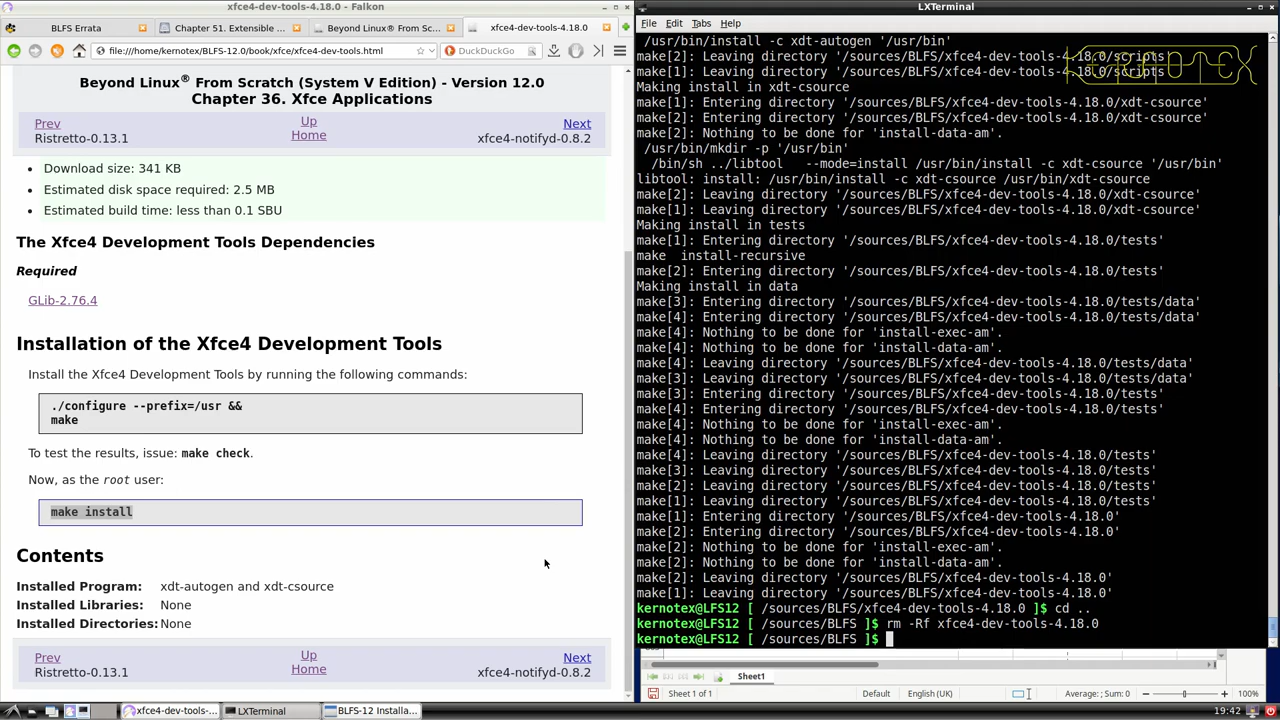 xfce4-dev-tools-4.18.0 - Falkon
BLFS Errata
Chapter 51. Extensible S
Beyond Linux® From Sc
xfce4-dev-tools-4.18.0
file:///home/kernotex/BLFS-12.0/book/xfce/xfce4-dev-tools.html
DuckDuckGo
Beyond Linux® From Scratch (System V Edition) - Version 12.0
Chapter 36. Xfce Applications
Prev
Up
Next
Ristretto-0.13.1
Home
xfce4-notifyd-0.8.2
Download size: 341 KB
Estimated disk space required: 2.5 MB
Estimated build time: less than 0.1 SBU
The Xfce4 Development Tools Dependencies
Required
GLib-2.76.4
Installation of the Xfce4 Development Tools
Install the Xfce4 Development Tools by running the following commands:
./configure --prefix=/usr &&
make
To test the results, issue: make check.
Now, as the root user:
make install
Contents
Installed Program: xdt-autogen and xdt-csource
Installed Libraries: None
Installed Directories: None
Prev
Up
Next
Ristretto-0.13.1
Home
xfce4-notifyd-0.8.2
LXTerminal
File Edit Tabs Help
KERNOTEX
/usr/bin/install -c xdt-autogen '/usr/bin'
make[2]: Leaving directory '/sources/BLFS/xfce4-dev-tools-4.18.0/scripts'
make[1]: Leaving directory '/sources/BLFS/xfce4-dev-tools-4.18.0/scripts'
Making install in xdt-csource
make[1]: Entering directory '/sources/BLFS/xfce4-dev-tools-4.18.0/xdt-csource'
make[2]: Entering directory '/sources/BLFS/xfce4-dev-tools-4.18.0/xdt-csource'
make[2]: Nothing to be done for 'install-data-am'.
/usr/bin/mkdir -p '/usr/bin'
/bin/sh ../libtool --mode=install /usr/bin/install -c xdt-csource '/usr/bin'
libtool: install: /usr/bin/install -c xdt-csource /usr/bin/xdt-csource
make[2]: Leaving directory '/sources/BLFS/xfce4-dev-tools-4.18.0/xdt-csource'
make[1]: Leaving directory '/sources/BLFS/xfce4-dev-tools-4.18.0/xdt-csource'
Making install in tests
make[1]: Entering directory '/sources/BLFS/xfce4-dev-tools-4.18.0/tests'
make install-recursive
make[2]: Entering directory '/sources/BLFS/xfce4-dev-tools-4.18.0/tests'
Making install in data
make[3]: Entering directory '/sources/BLFS/xfce4-dev-tools-4.18.0/tests/data'
make[4]: Entering directory '/sources/BLFS/xfce4-dev-tools-4.18.0/tests/data'
make[4]: Nothing to be done for 'install-exec-am'.
make[4]: Nothing to be done for 'install-data-am'.
make[4]: Leaving directory '/sources/BLFS/xfce4-dev-tools-4.18.0/tests/data'
make[3]: Leaving directory '/sources/BLFS/xfce4-dev-tools-4.18.0/tests/data'
make[3]: Entering directory '/sources/BLFS/xfce4-dev-tools-4.18.0/tests'
make[4]: Entering directory '/sources/BLFS/xfce4-dev-tools-4.18.0/tests'
make[4]: Nothing to be done for 'install-exec-am'.
make[4]: Nothing to be done for 'install-data-am'.
make[4]: Leaving directory '/sources/BLFS/xfce4-dev-tools-4.18.0/tests'
make[3]: Leaving directory '/sources/BLFS/xfce4-dev-tools-4.18.0/tests'
make[2]: Leaving directory '/sources/BLFS/xfce4-dev-tools-4.18.0/tests'
make[1]: Leaving directory '/sources/BLFS/xfce4-dev-tools-4.18.0/tests'
make[1]: Entering directory '/sources/BLFS/xfce4-dev-tools-4.18.0'
make[2]: Entering directory '/sources/BLFS/xfce4-dev-tools-4.18.0'
make[2]: Nothing to be done for 'install-exec-am'.
make[2]: Nothing to be done for 'install-data-am'.
make[2]: Leaving directory '/sources/BLFS/xfce4-dev-tools-4.18.0'
make[1]: Leaving directory '/sources/BLFS/xfce4-dev-tools-4.18.0'
kernotex@LFS12 [ /sources/BLFS/xfce4-dev-tools-4.18.0 ]$ cd ..
kernotex@LFS12 [ /sources/BLFS ]$ rm -Rf xfce4-dev-tools-4.18.0
kernotex@LFS12 [ /sources/BLFS ]$
Sheet1
Sheet 1 of 1
Default
English (UK)
Average: ; Sum: 0
100%
xfce4-dev-tools-...
LXTerminal
BLFS-12 Installa...
19:42